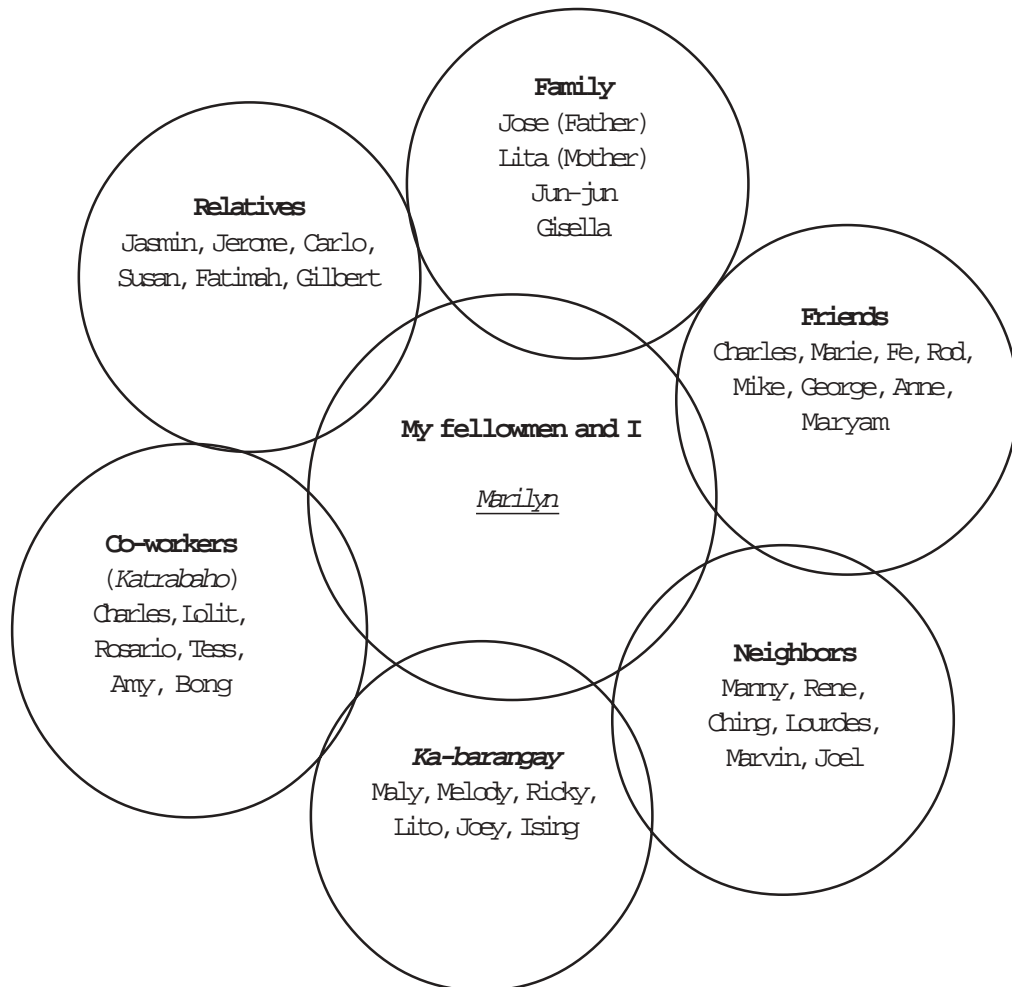 Family
Jose (Father)
Lita (Mother)
Jun-jun
Gisella
Relatives
Jasmin, Jerome, Carlo,
Susan, Fatimah, Gilbert
Friends
Charles, Marie, Fe, Rod,
Mike, George, Anne,
Maryam
My fellowmen and I
Marilyn
Co-workers
(Katrabaho)
Charles, Lolit,
Rosario, Tess,
Amy, Bong
Neighbors
Manny, Rene,
Ching, Lourdes,
Marvin, Joel
Ka-barangay
Maly, Melody, Ricky,
Lito, Joey, Ising